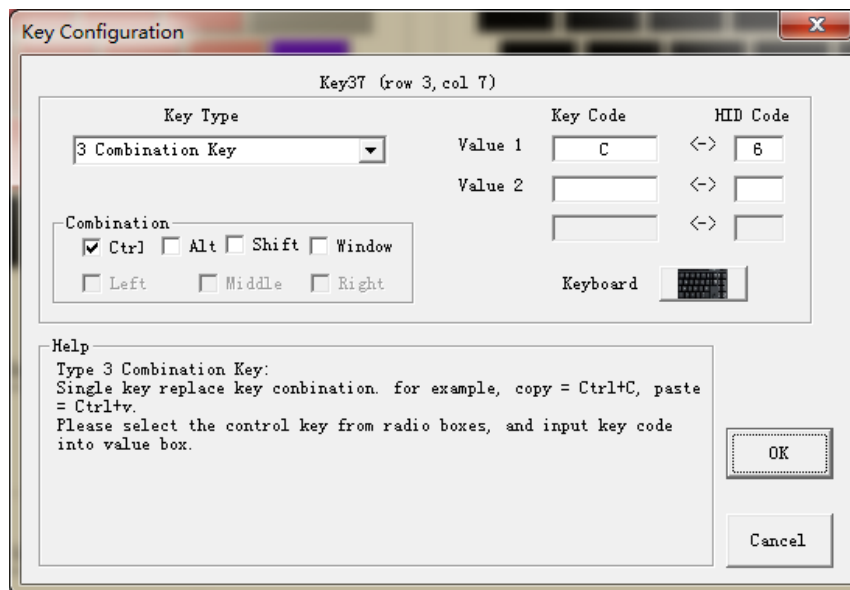 Key Configuration
Key37 (row 3, col 7)
Key Type
Key Code
HID Code
3 Combination Key
Value 1
C
<->
6
Value 2
<->
<->
Combination
Ctrl
Alt
Shift
Window
Left
Middle
Right
Keyboard
Help
Type 3 Combination Key:
Single key replace key conbination. for example, copy = Ctrl+C, paste
= Ctrl+v.
Please select the control key from radio boxes, and input key code
into value box.
OK
Cancel